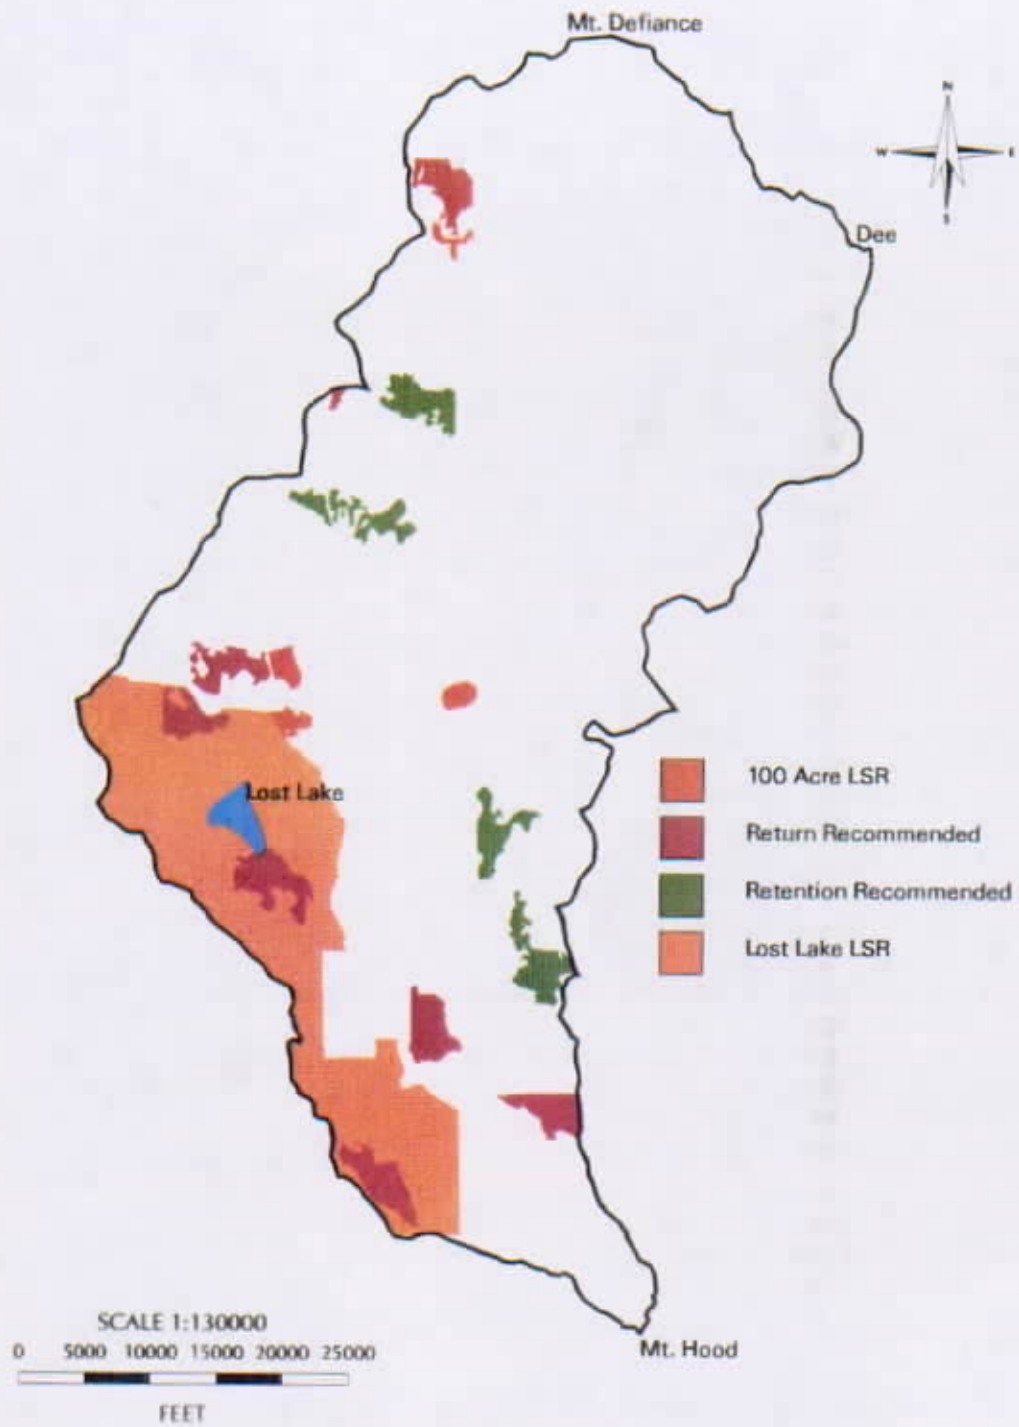 Mt. Defiance
N
W E
S
Dee
100 Acre LSR
Lost Lake
Return Recommended
Retention Recommended
Lost Lake LSR
SCALE 1:130000
0 5000 10000 15000 20000 25000
FEET
Mt. Hood